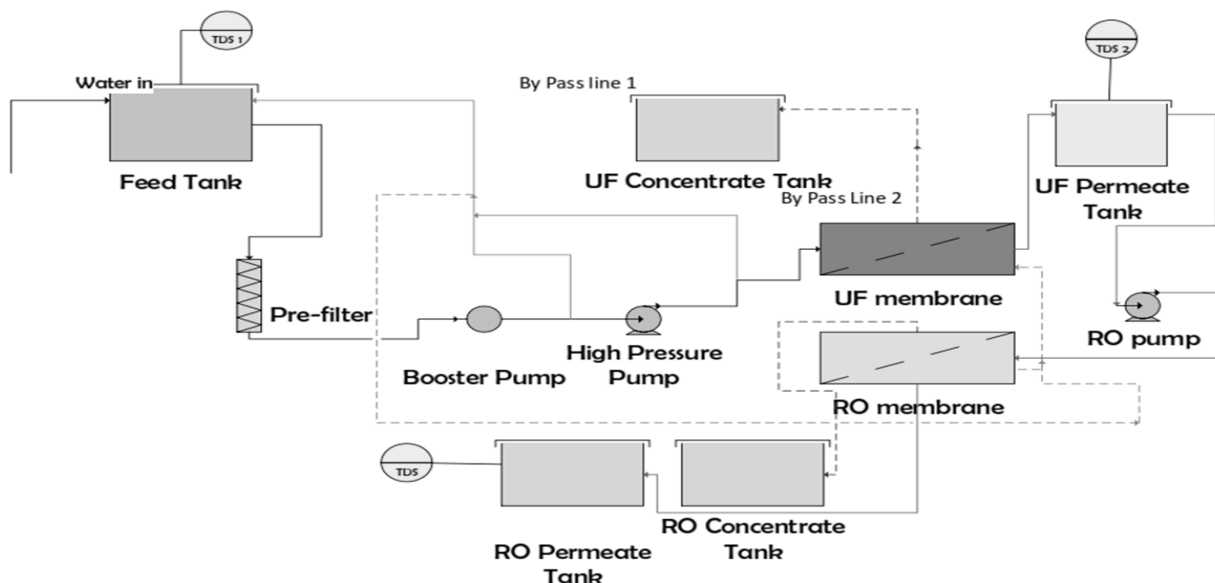 TDS 1
TDS 2
Water in
By Pass line 1
Feed Tank
UF Concentrate Tank
UF Permeate
Tank
By Pass Line 2
Pre-filter
UF membrane
RO pump
High Pressure
Pump
Booster Pump
RO membrane
TDS
RO Concentrate
Tank
RO Permeate
Tank